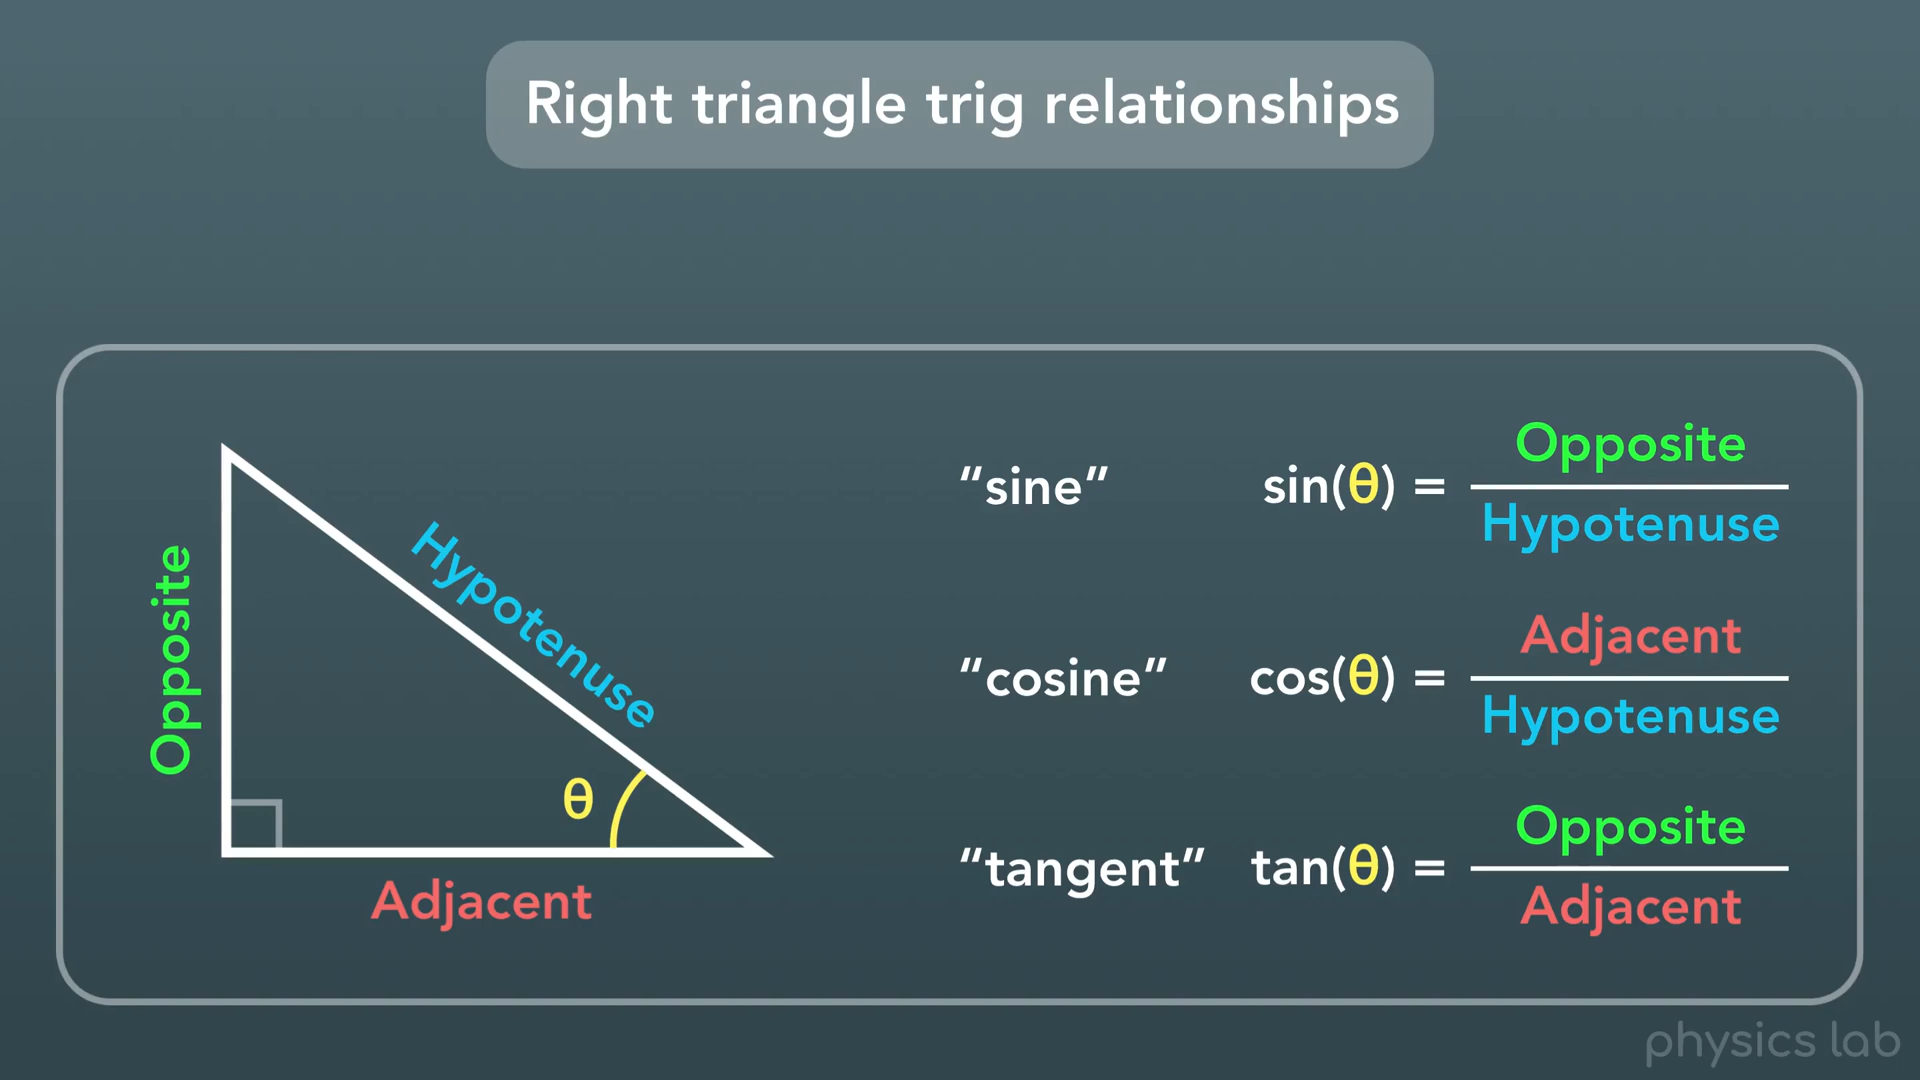 Right triangle trig relationships
Opposite
Hypotenuse
θ
Adjacent
“sine” sin(θ) = Opposite
Hypotenuse
“cosine” cos(θ) = Adjacent
Hypotenuse
“tangent” tan(θ) = Opposite
Adjacent
physics lab